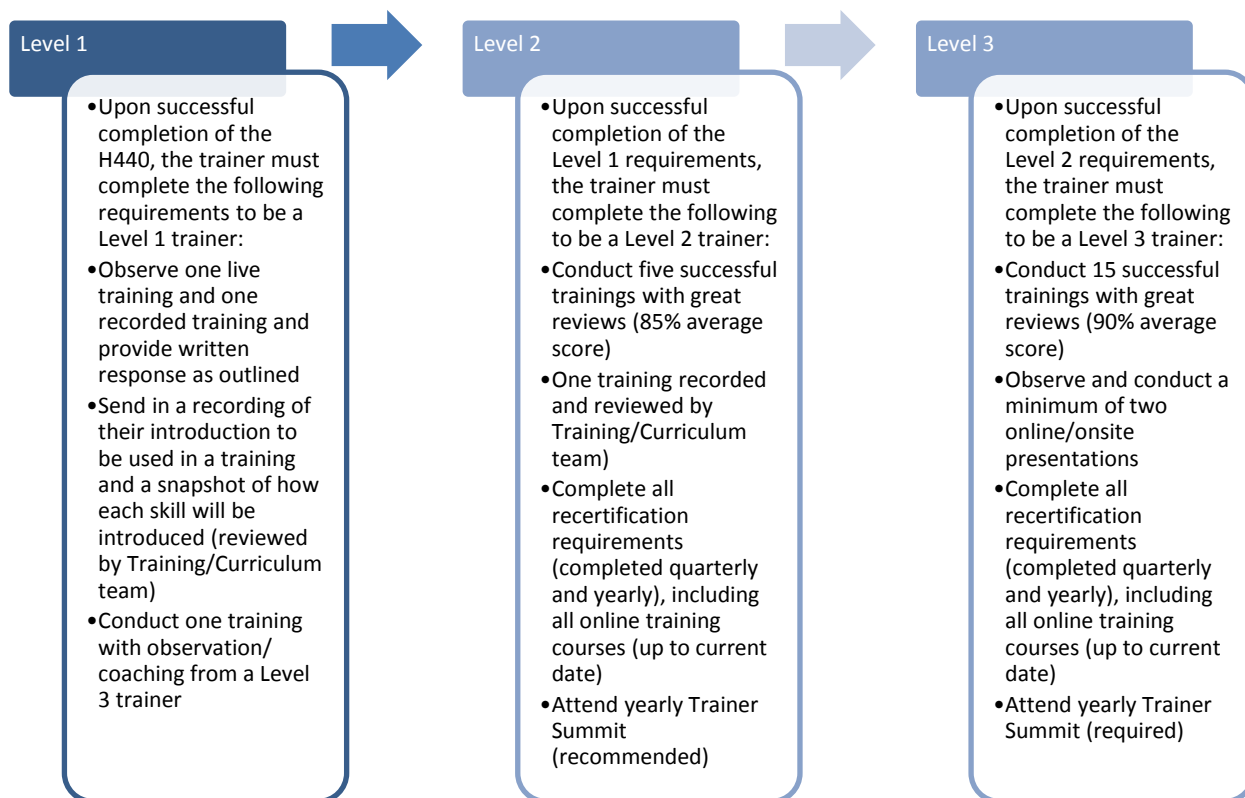 Level 1
•Upon successful
completion of the
H440, the trainer must
complete the following
requirements to be a
Level 1 trainer:
•Observe one live
training and one
recorded training and
provide written
response as outlined
•Send in a recording of
their introduction to
be used in a training
and a snapshot of how
each skill will be
introduced (reviewed
by Training/Curriculum
team)
•Conduct one training
with observation/
coaching from a Level
3 trainer
Level 2
•Upon successful
completion of the
Level 1 requirements,
the trainer must
complete the following
to be a Level 2 trainer:
•Conduct five successful
trainings with great
reviews (85% average
score)
•One training recorded
and reviewed by
Training/Curriculum
team)
•Complete all
recertification
requirements
(completed quarterly
and yearly), including
all online training
courses (up to current
date)
•Attend yearly Trainer
Summit
(recommended)
Level 3
•Upon successful
completion of the
Level 2 requirements,
the trainer must
complete the following
to be a Level 3 trainer:
•Conduct 15 successful
trainings with great
reviews (90% average
score)
•Observe and conduct a
minimum of two
online/onsite
presentations
•Complete all
recertification
requirements
(completed quarterly
and yearly), including
all online training
courses (up to current
date)
•Attend yearly Trainer
Summit (required)